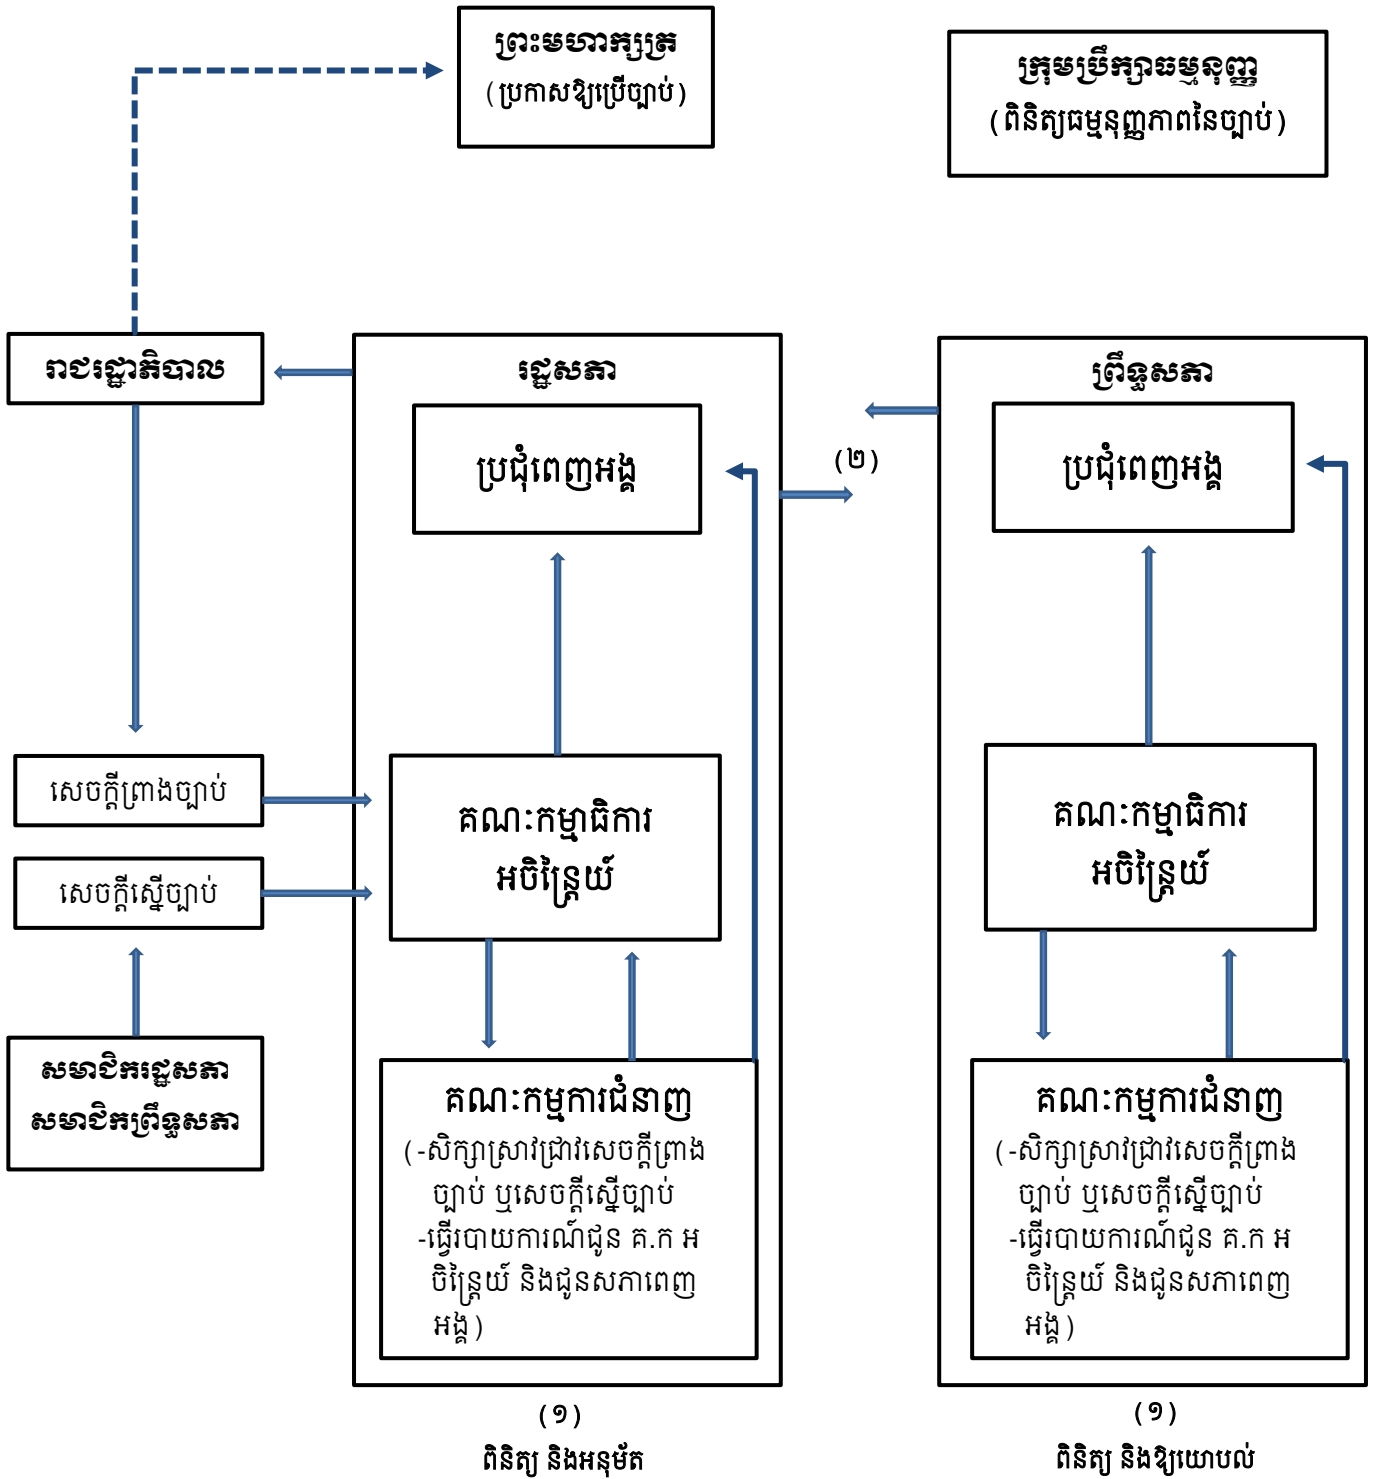 ព្រះមហាក្សត្រ
(ប្រកាសឱ្យប្រើច្បាប់)
ក្រុមប្រឹក្សាធម្មនុញ្ញ
(ពិនិត្យធម្មនុញ្ញភាពនៃច្បាប់)
រាជរដ្ឋាភិបាល
រដ្ឋសភា
ព្រឹទ្ធសភា
ប្រជុំពេញអង្គ
(២)
ប្រជុំពេញអង្គ
សេចក្តីព្រាងច្បាប់
សេចក្តីស្នើច្បាប់
គណៈកម្មាធិការ
អចិន្ត្រៃយ៍
គណៈកម្មាធិការ
អចិន្ត្រៃយ៍
សមាជិករដ្ឋសភា
សមាជិកព្រឹទ្ធសភា
គណៈកម្មការជំនាញ
(-សិក្សាស្រាវជ្រាវសេចក្តីព្រាង
ច្បាប់ ឬសេចក្តីស្នើច្បាប់
-ធ្វើរបាយការណ៍ជូន គ.ក អ
ចិន្ត្រៃយ៍ និងជូនសភាពេញ
អង្គ)
គណៈកម្មការជំនាញ
(-សិក្សាស្រាវជ្រាវសេចក្តីព្រាង
ច្បាប់ ឬសេចក្តីស្នើច្បាប់
-ធ្វើរបាយការណ៍ជូន គ.ក អ
ចិន្ត្រៃយ៍ និងជូនសភាពេញ
អង្គ)
(១)
ពិនិត្យ និងអនុម័ត
(១)
ពិនិត្យ និងឱ្យយោបល់